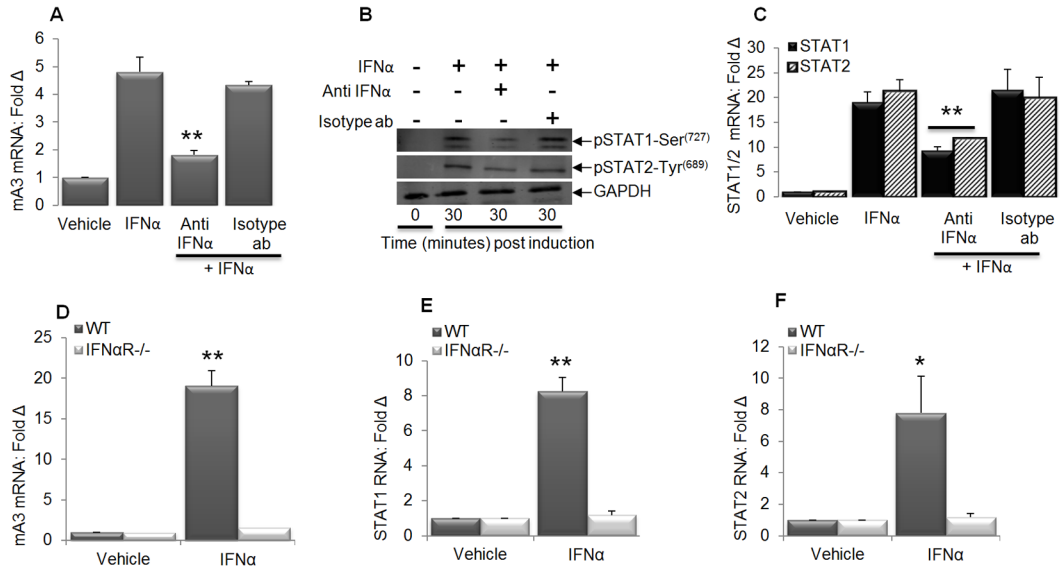 A
mA3 mRNA: Fold Δ
6
5
4
3
2
1
0
**
Vehicle
IFNα
Anti
IFNα
Isotype
ab
+ IFNα
B
IFNα - + + +
Anti IFNα - - + -
Isotype ab - - - +
pSTAT1-Ser(727)
pSTAT2-Tyr(689)
GAPDH
0 30 30 30
Time (minutes) post induction
C
STAT1/2 mRNA: Fold Δ
STAT1
STAT2
30
25
20
15
10
5
0
**
Vehicle
IFNα
Anti
IFNα
Isotype
ab
+ IFNα
D
mA3 mRNA: Fold Δ
WT
IFNαR-/-
25
20
15
10
5
0
**
Vehicle
IFNα
E
STAT1 RNA: Fold Δ
WT
IFNαR-/-
10
8
6
4
2
0
**
Vehicle
IFNα
F
STAT2 RNA: Fold Δ
WT
IFNαR-/-
12
10
8
6
4
2
0
*
Vehicle
IFNα